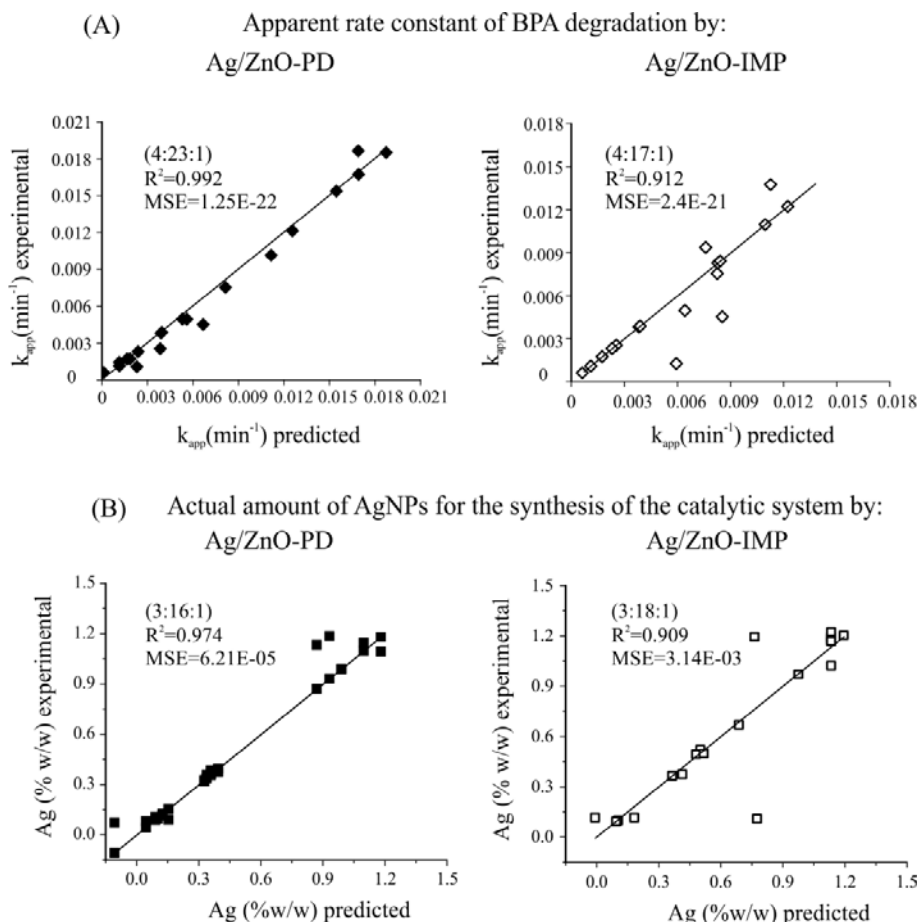 (A) Apparent rate constant of BPA degradation by:
Ag/ZnO-PD
Ag/ZnO-IMP
0.021
0.018
0.015
0.012
0.009
0.006
0.003
0
(4:23:1)
R²=0.992
MSE=1.25E-22
k_app(min⁻¹) experimental
0 0.003 0.006 0.009 0.012 0.015 0.018 0.021
k_app(min⁻¹) predicted
0.018
0.015
0.012
0.009
0.006
0.003
0
(4:17:1)
R²=0.912
MSE=2.4E-21
k_app(min⁻¹) experimental
0 0.003 0.006 0.009 0.012 0.015 0.018
k_app(min⁻¹) predicted
(B) Actual amount of AgNPs for the synthesis of the catalytic system by:
Ag/ZnO-PD
Ag/ZnO-IMP
1.5
1.2
0.9
0.6
0.3
0.0
(3:16:1)
R²=0.974
MSE=6.21E-05
Ag (% w/w) experimental
0.0 0.3 0.6 0.9 1.2 1.5
Ag (%w/w) predicted
1.5
1.2
0.9
0.6
0.3
0.0
(3:18:1)
R²=0.909
MSE=3.14E-03
Ag (% w/w) experimental
0.0 0.3 0.6 0.9 1.2 1.5
Ag (%w/w) predicted